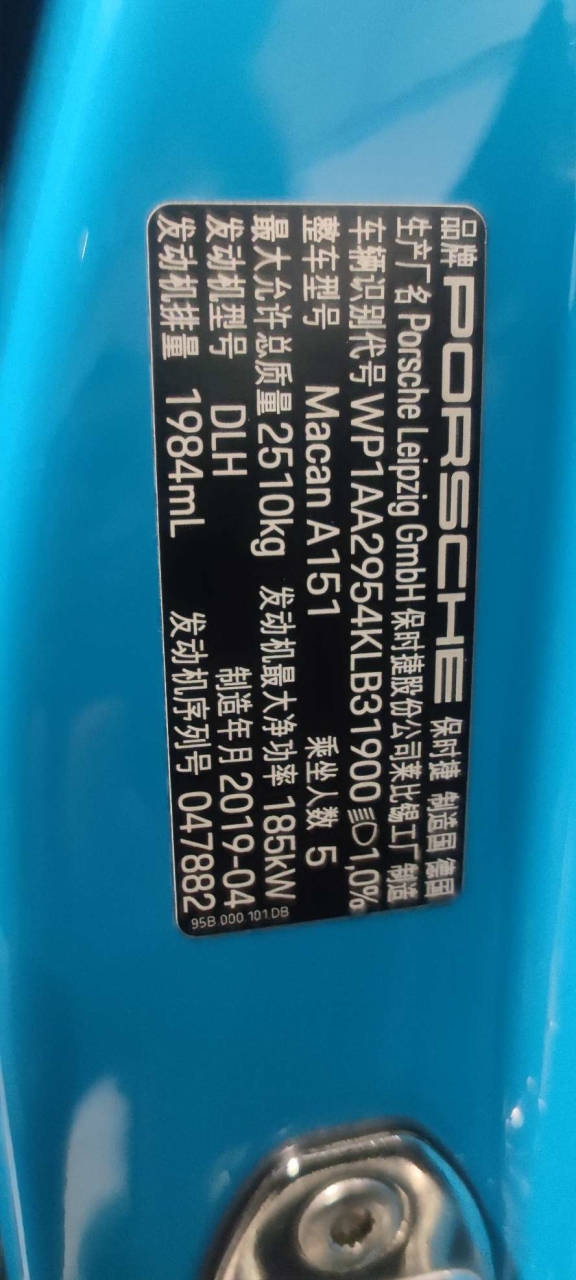 品牌 PORSCHE 保时捷 制造国 德国
生产厂名 Porsche Leipzig GmbH 保时捷股份公司莱比锡工厂 制造
车辆识别代号 WP1AA2954KLB31900 1,0%
整车型号 Macan A151 乘坐人数 5
最大允许总质量 2510kg 发动机最大净功率 185kW
发动机型号 DLH 制造年月 2019-04
发动机排量 1984mL 发动机序列号 047882
95B.000.101.DB